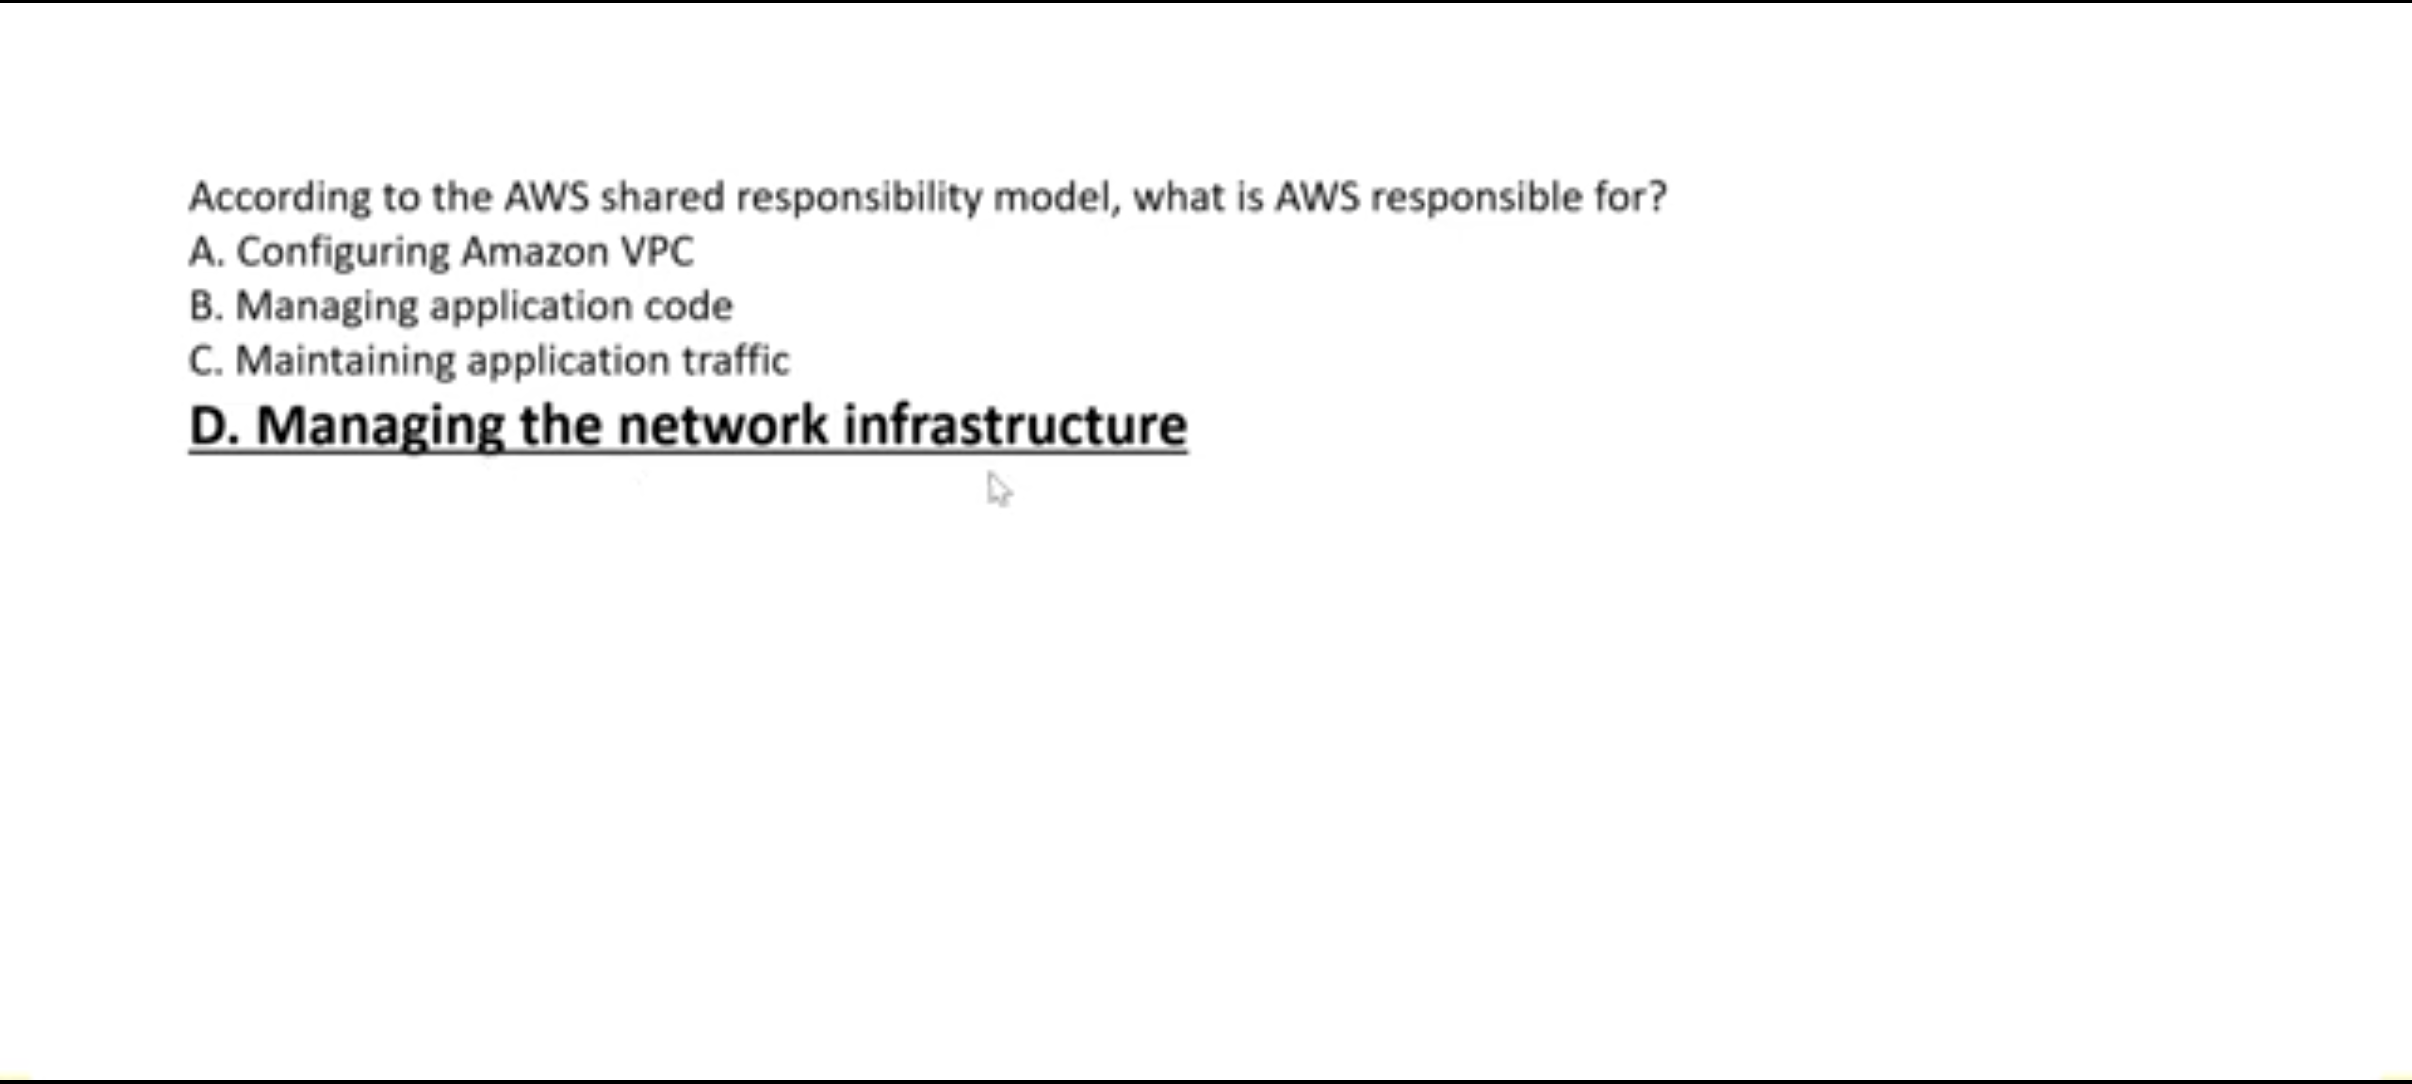 According to the AWS shared responsibility model, what is AWS responsible for?
A. Configuring Amazon VPC
B. Managing application code
C. Maintaining application traffic
D. Managing the network infrastructure